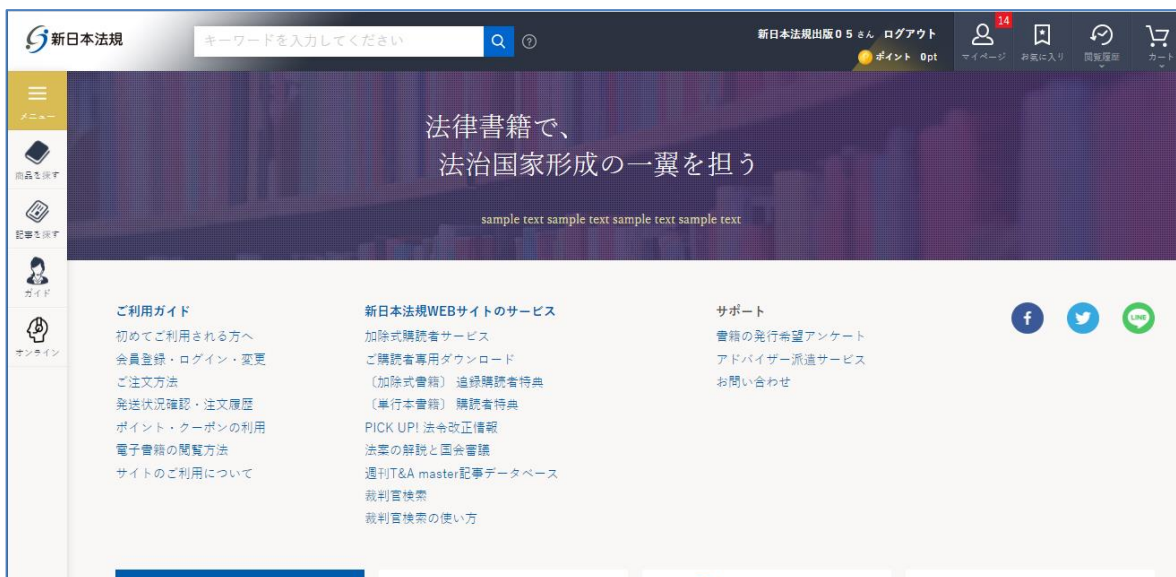 新日本法規
キーワードを入力してください
新日本法規出版05さん ログアウト
ポイント 0pt
14
マイページ
お気に入り
閲覧履歴
カート
メニュー
商品を探す
記事を探す
ガイド
オンライン
法律書籍で、
法治国家形成の一翼を担う
sample text sample text sample text sample text
ご利用ガイド
初めてご利用される方へ
会員登録・ログイン・変更
ご注文方法
発送状況確認・注文履歴
ポイント・クーポンの利用
電子書籍の閲覧方法
サイトのご利用について
新日本法規WEBサイトのサービス
加除式購読者サービス
ご購読者専用ダウンロード
〔加除式書籍〕 追録購読者特典
〔単行本書籍〕 購読者特典
PICK UP! 法令改正情報
法案の解説と国会審議
週刊T&A master記事データベース
裁判官検索
裁判官検索の使い方
サポート
書籍の発行希望アンケート
アドバイザー派遣サービス
お問い合わせ
LINE